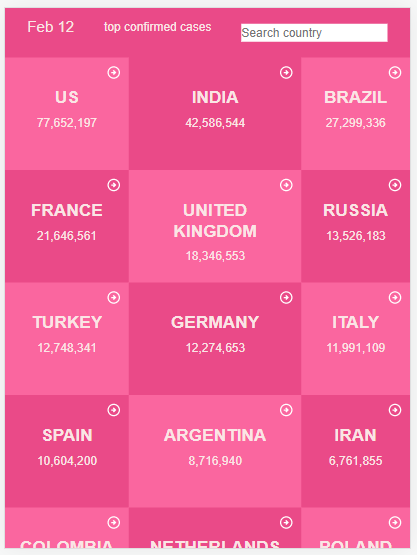 Feb 12
top confirmed cases
Search country
US
77,652,197
INDIA
42,586,544
BRAZIL
27,299,336
FRANCE
21,646,561
UNITED
KINGDOM
18,346,553
RUSSIA
13,526,183
TURKEY
12,748,341
GERMANY
12,274,653
ITALY
11,991,109
SPAIN
10,604,200
ARGENTINA
8,716,940
IRAN
6,761,855
COLOMBIA
NETHERLANDS
POLAND